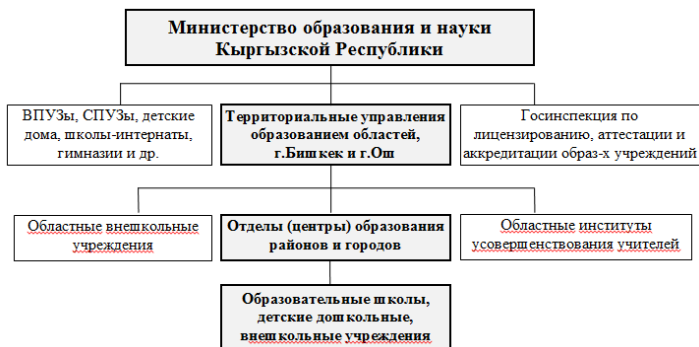 Министерство образования и науки
Кыргызской Республики
ВПУЗы, СПУЗы, детские
дома, школы-интернаты,
гимназии и др.
Территориальные управления
образованием областей,
г.Бишкек и г.Ош
Госинспекция по
лицензированию, аттестации и
аккредитации образ-х учреждений
Областные внешкольные
учреждения
Отделы (центры) образования
районов и городов
Областные институты
усовершенствования учителей
Образовательные школы,
детские дошкольные,
внешкольные учреждения